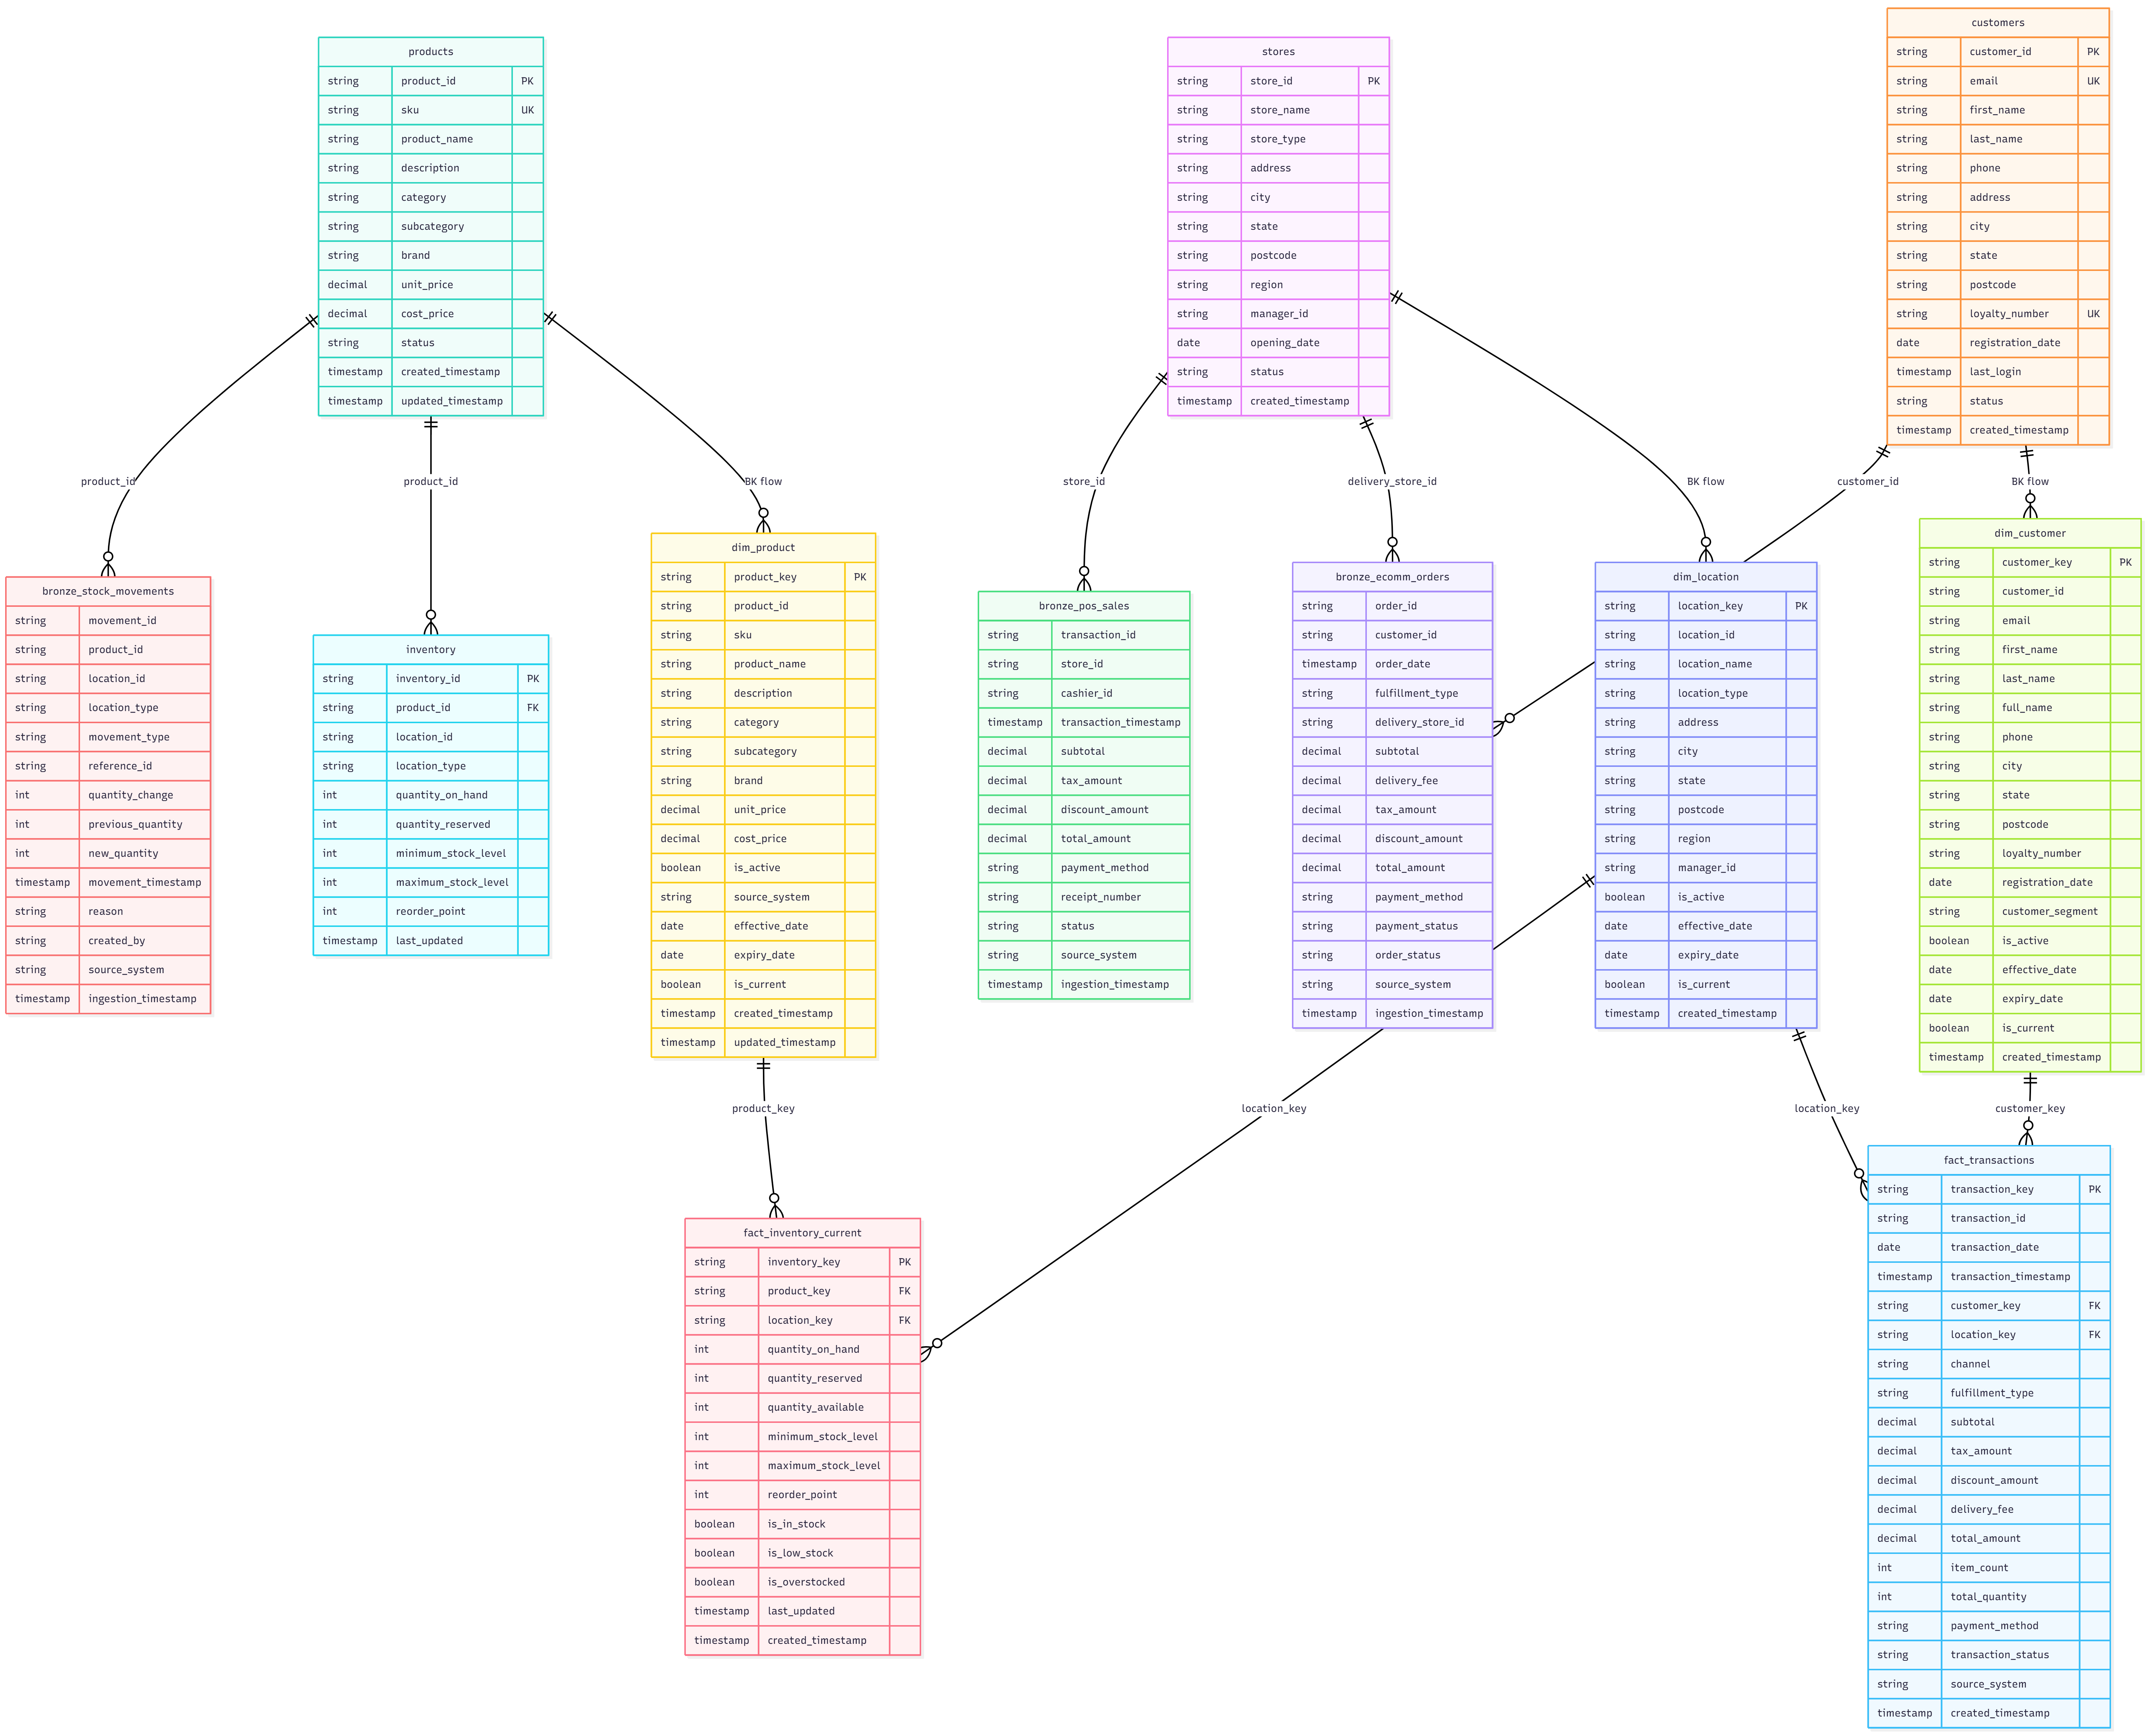 products
string product_id PK
string sku UK
string product_name
string description
string category
string subcategory
string brand
decimal unit_price
decimal cost_price
string status
timestamp created_timestamp
timestamp updated_timestamp
stores
string store_id PK
string store_name
string store_type
string address
string city
string state
string postcode
string region
string manager_id
date opening_date
string status
timestamp created_timestamp
customers
string customer_id PK
string email UK
string first_name
string last_name
string phone
string address
string city
string state
string postcode
string loyalty_number UK
date registration_date
timestamp last_login
string status
timestamp created_timestamp
product_id
product_id
BK flow
store_id
delivery_store_id
BK flow
customer_id
BK flow
bronze_stock_movements
string movement_id
string product_id
string location_id
string location_type
string movement_type
string reference_id
int quantity_change
int previous_quantity
int new_quantity
timestamp movement_timestamp
string reason
string created_by
string source_system
timestamp ingestion_timestamp
inventory
string inventory_id PK
string product_id FK
string location_id
string location_type
int quantity_on_hand
int quantity_reserved
int minimum_stock_level
int maximum_stock_level
int reorder_point
timestamp last_updated
dim_product
string product_key PK
string product_id
string sku
string product_name
string description
string category
string subcategory
string brand
decimal unit_price
decimal cost_price
boolean is_active
string source_system
date effective_date
date expiry_date
boolean is_current
timestamp created_timestamp
timestamp updated_timestamp
bronze_pos_sales
string transaction_id
string store_id
string cashier_id
timestamp transaction_timestamp
decimal subtotal
decimal tax_amount
decimal discount_amount
decimal total_amount
string payment_method
string receipt_number
string status
string source_system
timestamp ingestion_timestamp
bronze_ecomm_orders
string order_id
string customer_id
timestamp order_date
string fulfillment_type
string delivery_store_id
decimal subtotal
decimal delivery_fee
decimal tax_amount
decimal discount_amount
decimal total_amount
string payment_method
string payment_status
string order_status
string source_system
timestamp ingestion_timestamp
dim_location
string location_key PK
string location_id
string location_name
string location_type
string address
string city
string state
string postcode
string region
string manager_id
boolean is_active
date effective_date
date expiry_date
boolean is_current
timestamp created_timestamp
dim_customer
string customer_key PK
string customer_id
string email
string first_name
string last_name
string full_name
string phone
string city
string state
string postcode
string loyalty_number
date registration_date
string customer_segment
boolean is_active
date effective_date
date expiry_date
boolean is_current
timestamp created_timestamp
product_key
location_key
location_key
customer_key
fact_inventory_current
string inventory_key PK
string product_key FK
string location_key FK
int quantity_on_hand
int quantity_reserved
int quantity_available
int minimum_stock_level
int maximum_stock_level
int reorder_point
boolean is_in_stock
boolean is_low_stock
boolean is_overstocked
timestamp last_updated
timestamp created_timestamp
fact_transactions
string transaction_key PK
string transaction_id
date transaction_date
timestamp transaction_timestamp
string customer_key FK
string location_key FK
string channel
string fulfillment_type
decimal subtotal
decimal tax_amount
decimal discount_amount
decimal delivery_fee
decimal total_amount
int item_count
int total_quantity
string payment_method
string transaction_status
string source_system
timestamp created_timestamp